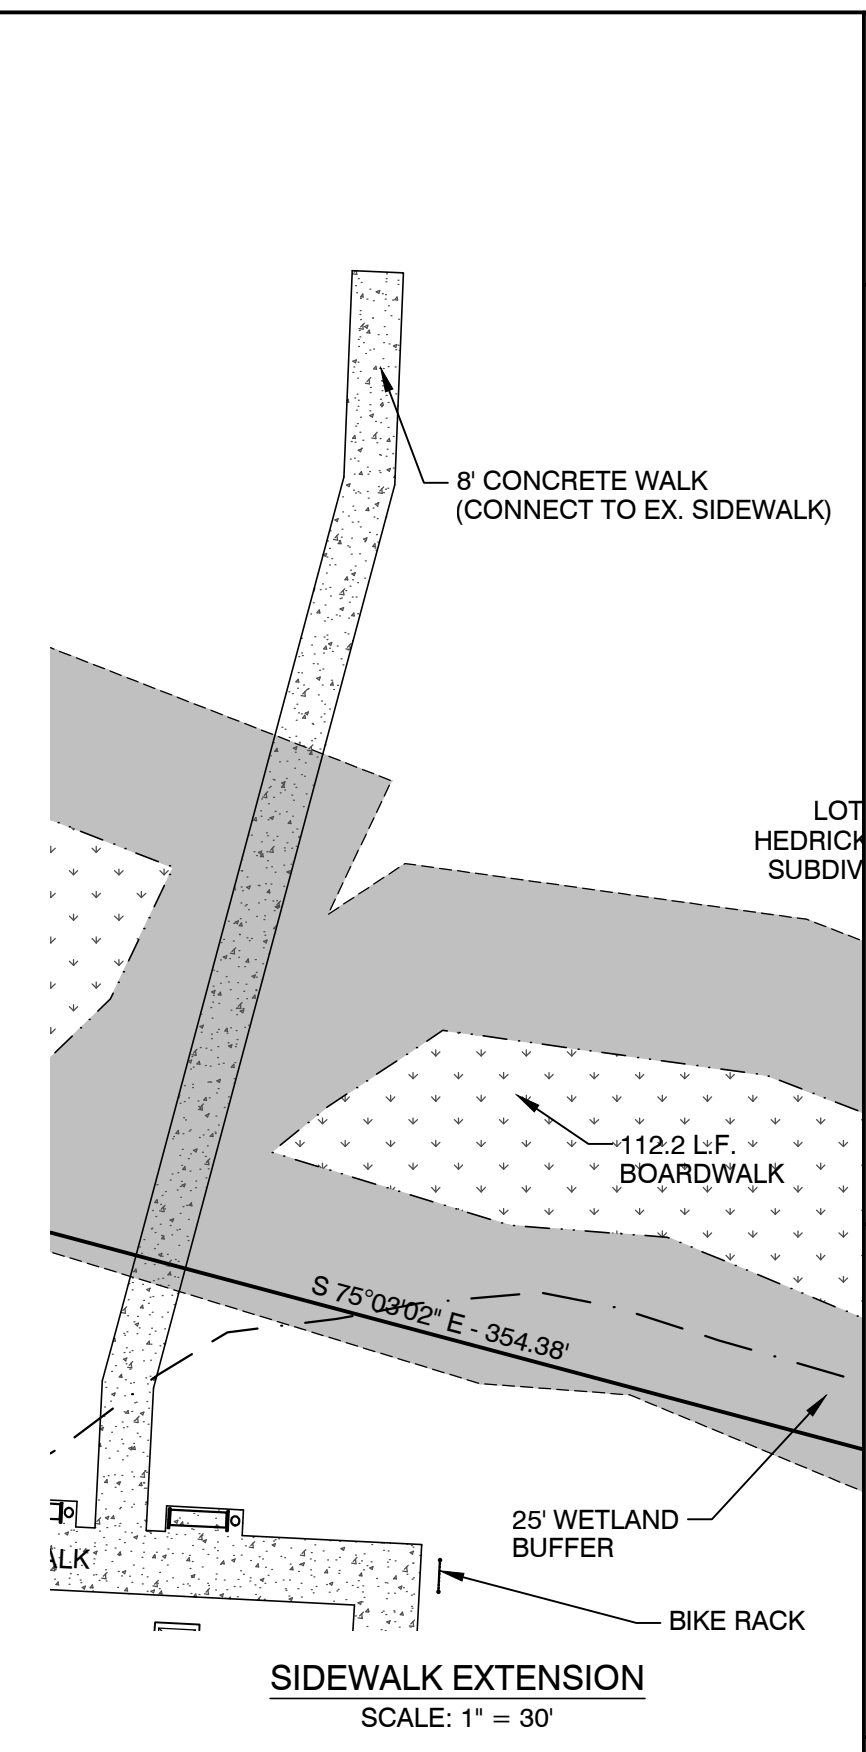 8' CONCRETE WALK
(CONNECT TO EX. SIDEWALK)
LOT
HEDRICK
SUBDIV
112.2 L.F.
BOARDWALK
S 75°03'02" E - 354.38'
25' WETLAND
BUFFER
ALK
BIKE RACK
SIDEWALK EXTENSION
SCALE: 1" = 30'